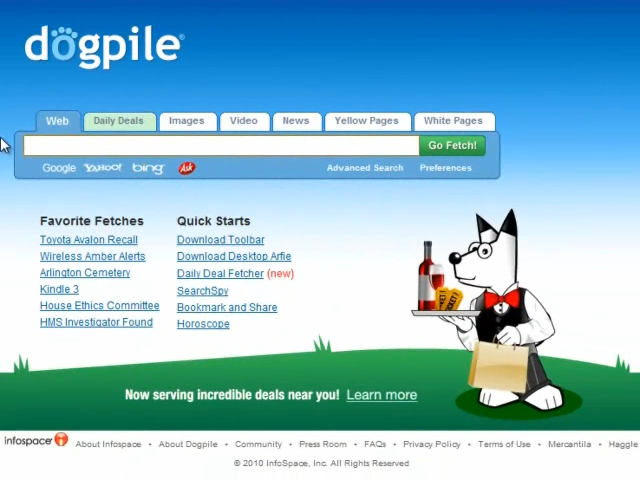 dogpile®
Web
Daily Deals
Images
Video
News
Yellow Pages
White Pages
Go Fetch!
Google YAHOO! bing Ask
Advanced Search
Preferences
Favorite Fetches
Toyota Avalon Recall
Wireless Amber Alerts
Arlington Cemetery
Kindle 3
House Ethics Committee
HMS Investigator Found
Quick Starts
Download Toolbar
Download Desktop Arfie
Daily Deal Fetcher (new)
SearchSpy
Bookmark and Share
Horoscope
Now serving incredible deals near you! Learn more
infospace About Infospace • About Dogpile • Community • Press Room • FAQs • Privacy Policy • Terms of Use • Mercantila • Haggle
© 2010 InfoSpace, Inc. All Rights Reserved